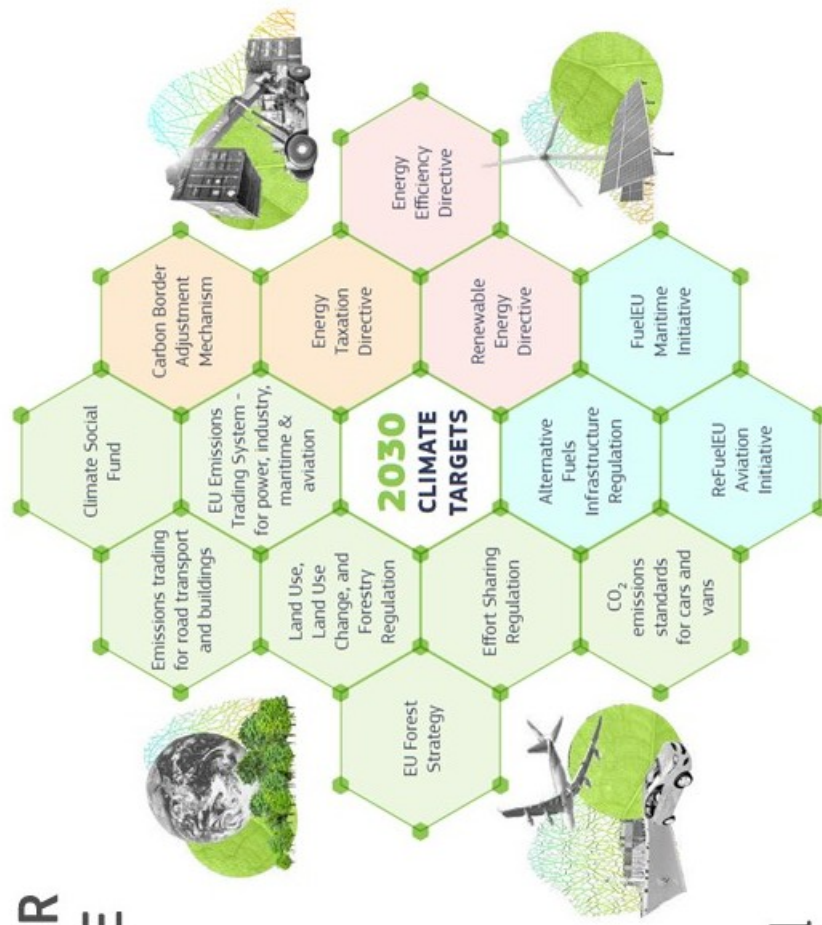 R
E
Climate Social
Fund
Emissions trading
for road transport
and buildings
Carbon Border
Adjustment
Mechanism
EU Emissions
Trading System -
for power, industry,
maritime &
aviation
Land Use,
Land Use
Change, and
Forestry
Regulation
Energy
Taxation
Directive
EU Forest
Strategy
2030
CLIMATE
TARGETS
Energy
Efficiency
Directive
Effort Sharing
Regulation
Renewable
Energy
Directive
Alternative
Fuels
Infrastructure
Regulation
CO₂
emissions
standards
for cars and
vans
FuelEU
Maritime
Initiative
ReFuelEU
Aviation
Initiative